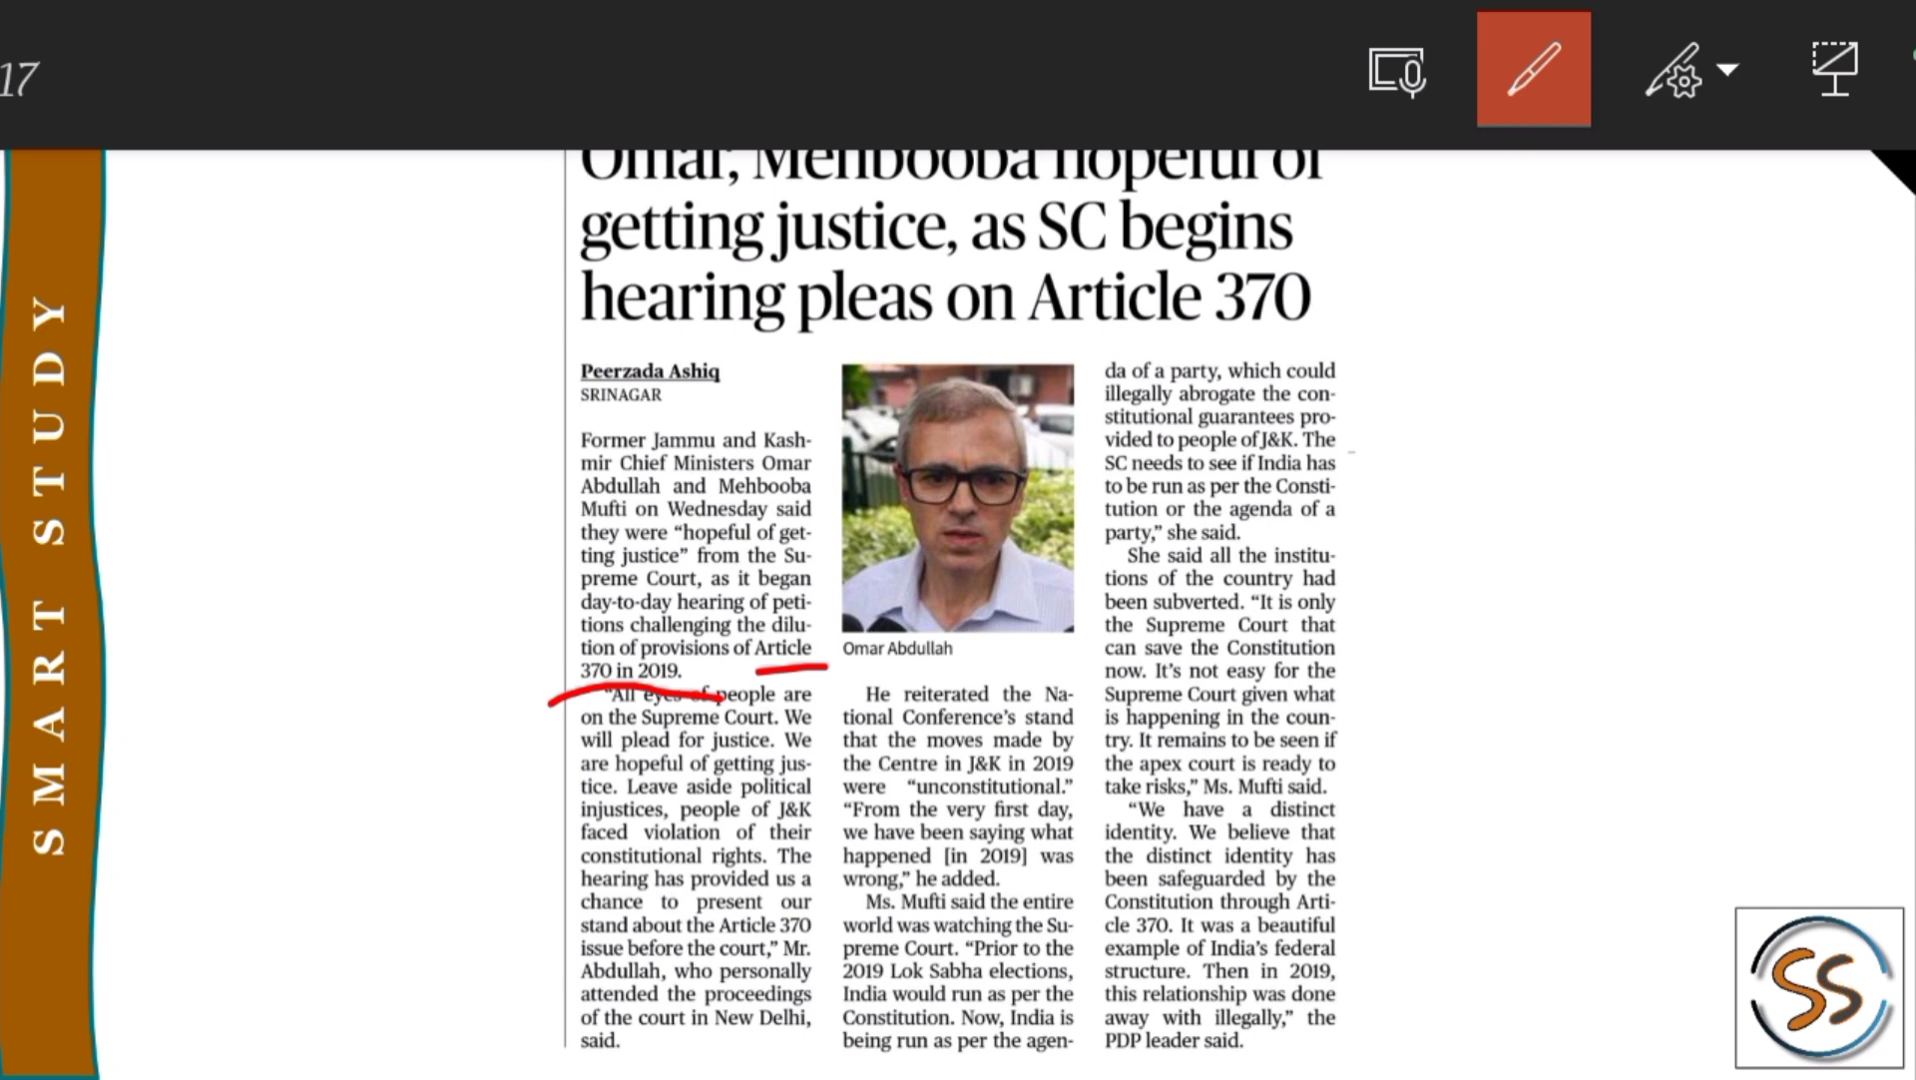 17
SMART STUDY
Omar, Mehbooba hopeful of
getting justice, as SC begins
hearing pleas on Article 370
Peerzada Ashiq
SRINAGAR
Former Jammu and Kash-
mir Chief Ministers Omar
Abdullah and Mehbooba
Mufti on Wednesday said
they were “hopeful of get-
ting justice” from the Su-
preme Court, as it began
day-to-day hearing of peti-
tions challenging the dilu-
tion of provisions of Article
370 in 2019.
“All eyes of people are
on the Supreme Court. We
will plead for justice. We
are hopeful of getting jus-
tice. Leave aside political
injustices, people of J&K
faced violation of their
constitutional rights. The
hearing has provided us a
chance to present our
stand about the Article 370
issue before the court,” Mr.
Abdullah, who personally
attended the proceedings
of the court in New Delhi,
said.
Omar Abdullah
He reiterated the Na-
tional Conference’s stand
that the moves made by
the Centre in J&K in 2019
were “unconstitutional.”
“From the very first day,
we have been saying what
happened [in 2019] was
wrong,” he added.
Ms. Mufti said the entire
world was watching the Su-
preme Court. “Prior to the
2019 Lok Sabha elections,
India would run as per the
Constitution. Now, India is
being run as per the agen-
da of a party, which could
illegally abrogate the con-
stitutional guarantees pro-
vided to people of J&K. The
SC needs to see if India has
to be run as per the Consti-
tution or the agenda of a
party,” she said.
She said all the institu-
tions of the country had
been subverted. “It is only
the Supreme Court that
can save the Constitution
now. It’s not easy for the
Supreme Court given what
is happening in the coun-
try. It remains to be seen if
the apex court is ready to
take risks,” Ms. Mufti said.
“We have a distinct
identity. We believe that
the distinct identity has
been safeguarded by the
Constitution through Arti-
cle 370. It was a beautiful
example of India’s federal
structure. Then in 2019,
this relationship was done
away with illegally,” the
PDP leader said.
SS